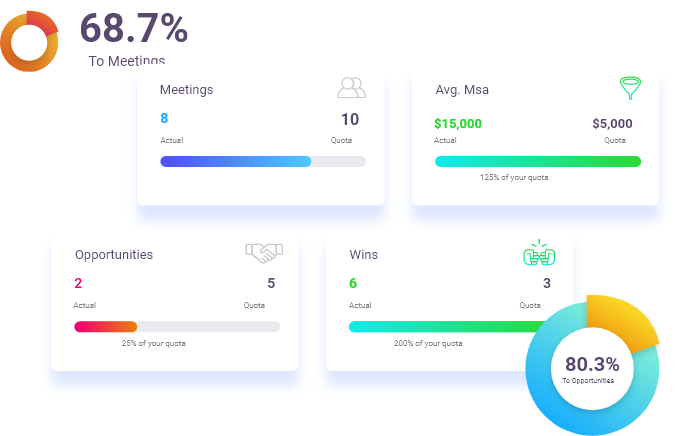 68.7%
To Meetings
Meetings
8
10
Actual
Quota
Avg. Msa
$15,000
$5,000
Actual
Quota
125% of your quota
Opportunities
2
5
Actual
Quota
25% of your quota
Wins
6
3
Actual
Quota
200% of your quota
80.3%
To Opportunities